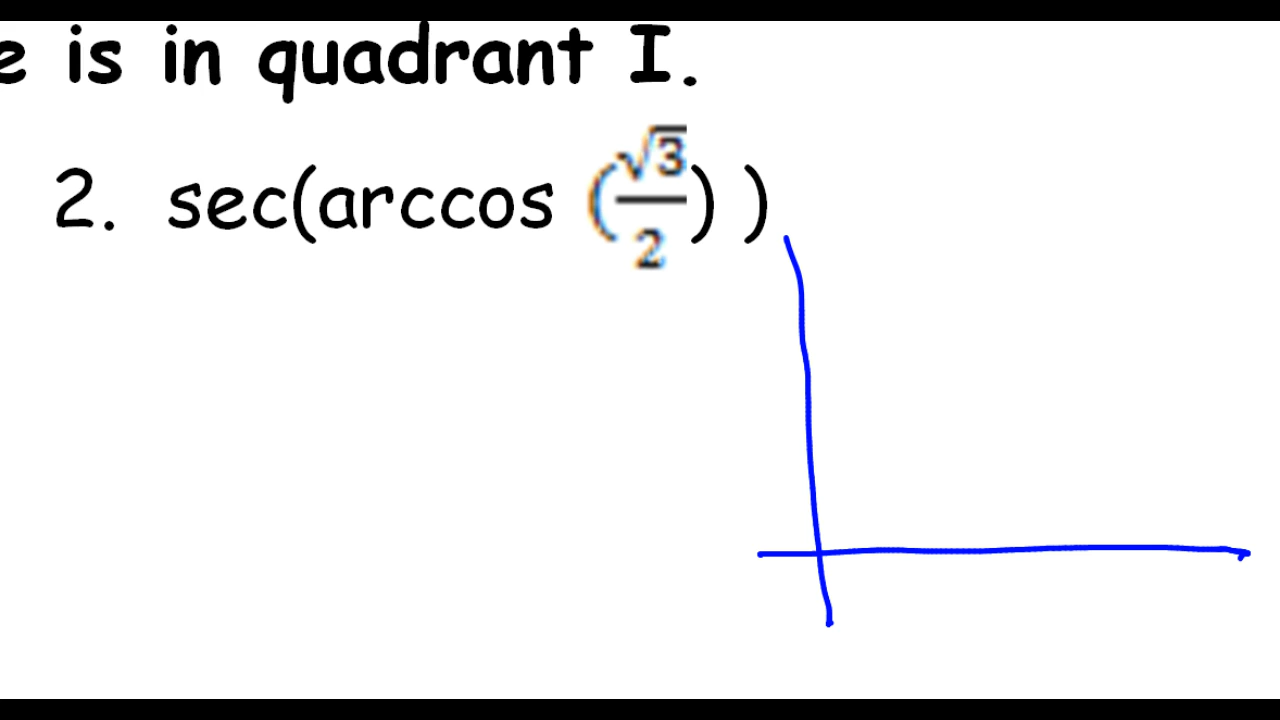 e is in quadrant I.
2. sec(arccos (√3/2) )